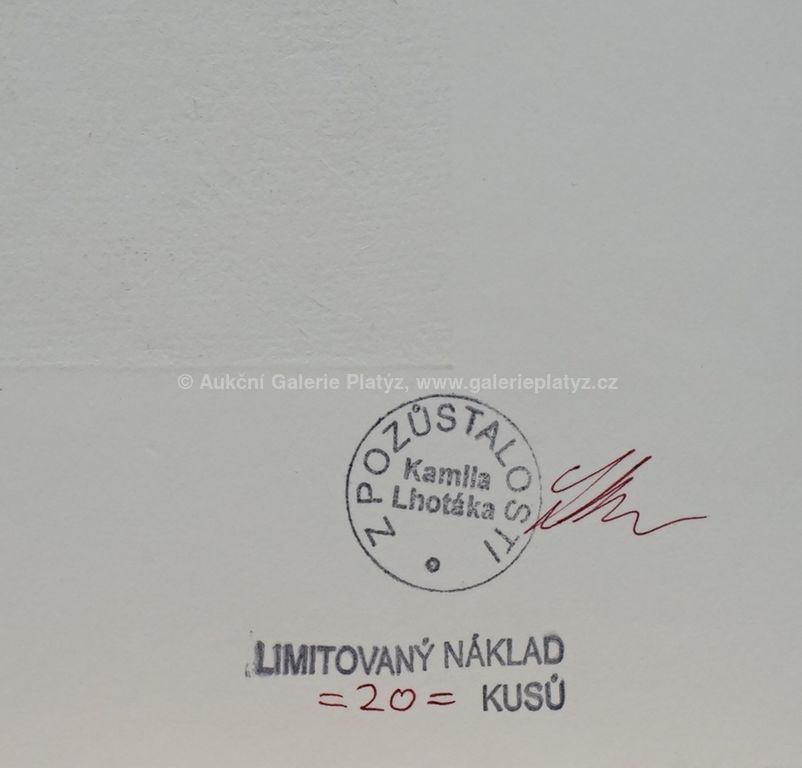 © Aukční Galerie Platýz, www.galerieplatyz.cz
Z POZŮSTALOSTI
Kamila
Lhotáka
LIMITOVANÝ NÁKLAD
=20= KUSŮ